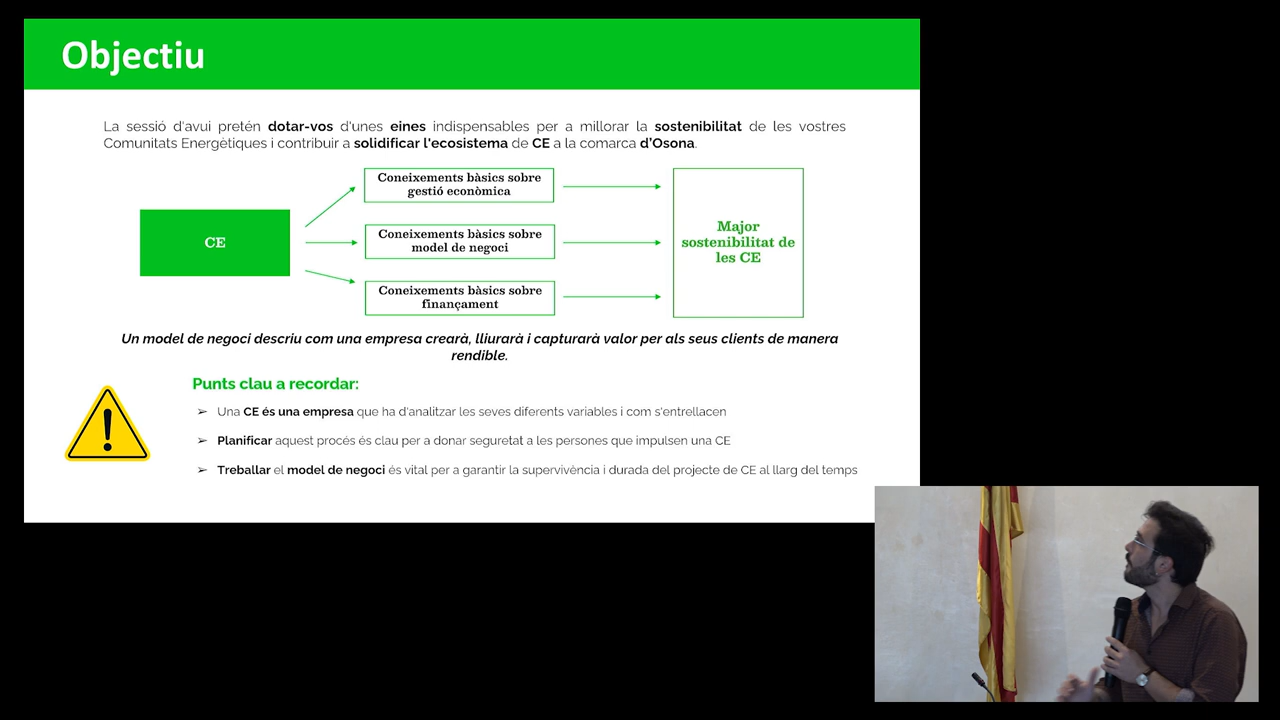 Objectiu
La sessió d'avui pretén dotar-vos d'unes eines indispensables per a millorar la sostenibilitat de les vostres
Comunitats Energètiques i contribuir a solidificar l'ecosistema de CE a la comarca d'Osona.
CE
Coneixements bàsics sobre
gestió econòmica
Coneixements bàsics sobre
model de negoci
Coneixements bàsics sobre
finançament
Major
sostenibilitat de
les CE
Un model de negoci descriu com una empresa crearà, lliurarà i capturarà valor per als seus clients de manera
rendible.
Punts clau a recordar:
➢ Una CE és una empresa que ha d'analitzar les seves diferents variables i com s'entrellacen
➢ Planificar aquest procés és clau per a donar seguretat a les persones que impulsen una CE
➢ Treballar el model de negoci és vital per a garantir la supervivència i durada del projecte de CE al llarg del temps